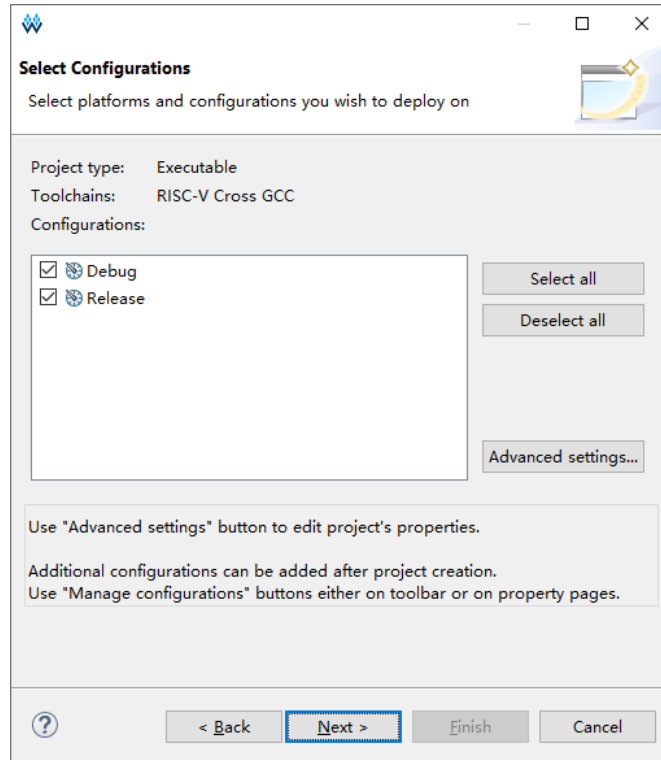 Select Configurations
Select platforms and configurations you wish to deploy on
Project type: Executable
Toolchains: RISC-V Cross GCC
Configurations:
Debug
Release
Select all
Deselect all
Advanced settings...
Use "Advanced settings" button to edit project's properties.
Additional configurations can be added after project creation.
Use "Manage configurations" buttons either on toolbar or on property pages.
?
< Back
Next >
Finish
Cancel